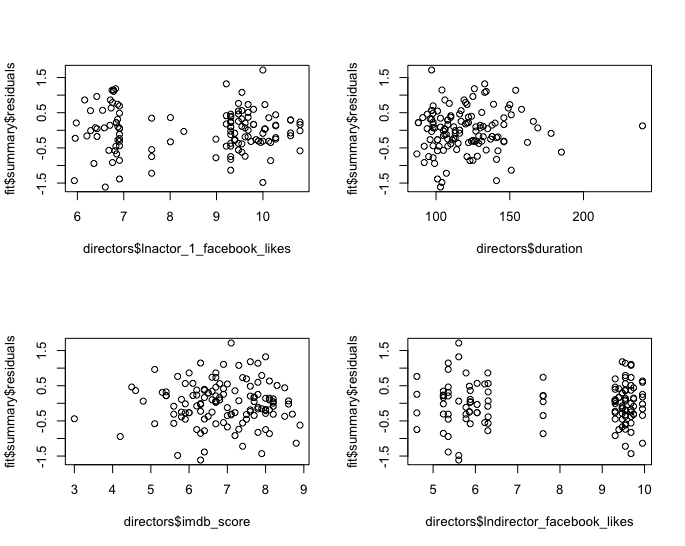 fit$summary$residuals
1.5
0.5
-0.5
-1.5
6 7 8 9 10
directors$lnactor_1_facebook_likes
fit$summary$residuals
1.5
0.5
-0.5
-1.5
100 150 200
directors$duration
fit$summary$residuals
1.5
0.5
-0.5
-1.5
3 4 5 6 7 8 9
directors$imdb_score
fit$summary$residuals
1.5
0.5
-0.5
-1.5
5 6 7 8 9 10
directors$lndirector_facebook_likes